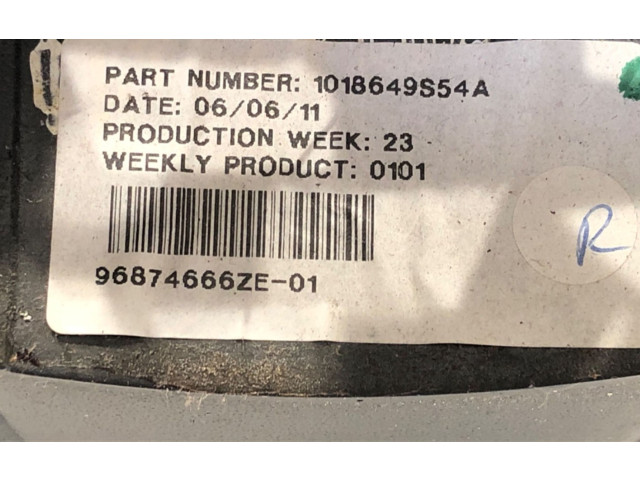 PART NUMBER: 1018649S54A
DATE: 06/06/11
PRODUCTION WEEK: 23
WEEKLY PRODUCT: 0101
96874666ZE-01
R